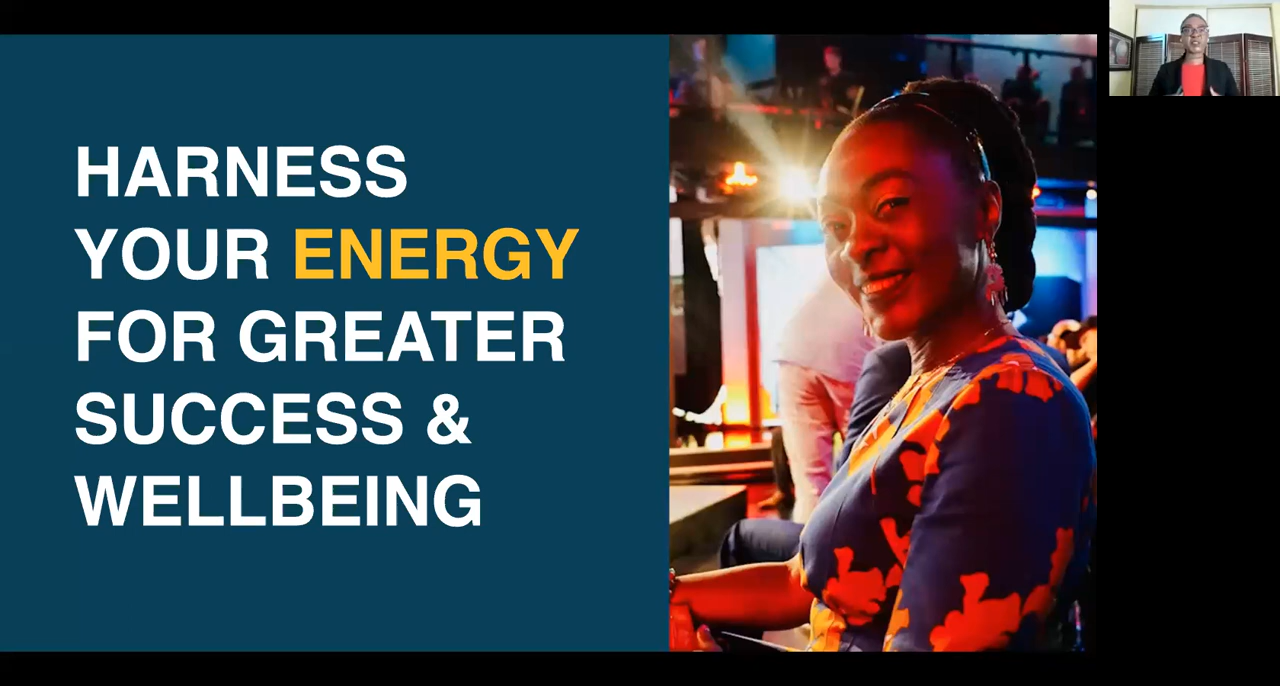 HARNESS
YOUR ENERGY
FOR GREATER
SUCCESS &
WELLBEING